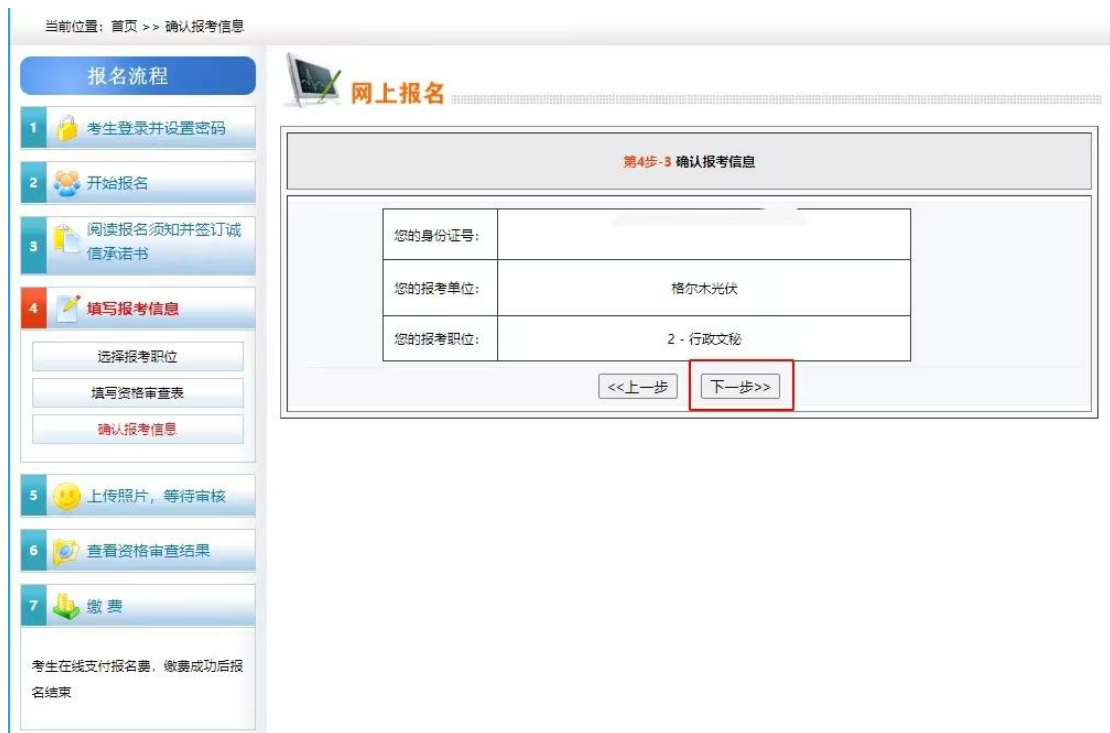 当前位置：首页 >> 确认报考信息
报名流程
1 考生登录并设置密码
2 开始报名
3 阅读报名须知并签订诚
信承诺书
4 填写报考信息
选择报考职位
填写资格审查表
确认报考信息
5 上传照片，等待审核
6 查看资格审查结果
7 缴 费
考生在线支付报名费，缴费成功后报
名结束
网上报名
第4步-3 确认报考信息
您的身份证号：
您的报考单位： 格尔木光伏
您的报考职位： 2 - 行政文秘
<<上一步 下一步>>